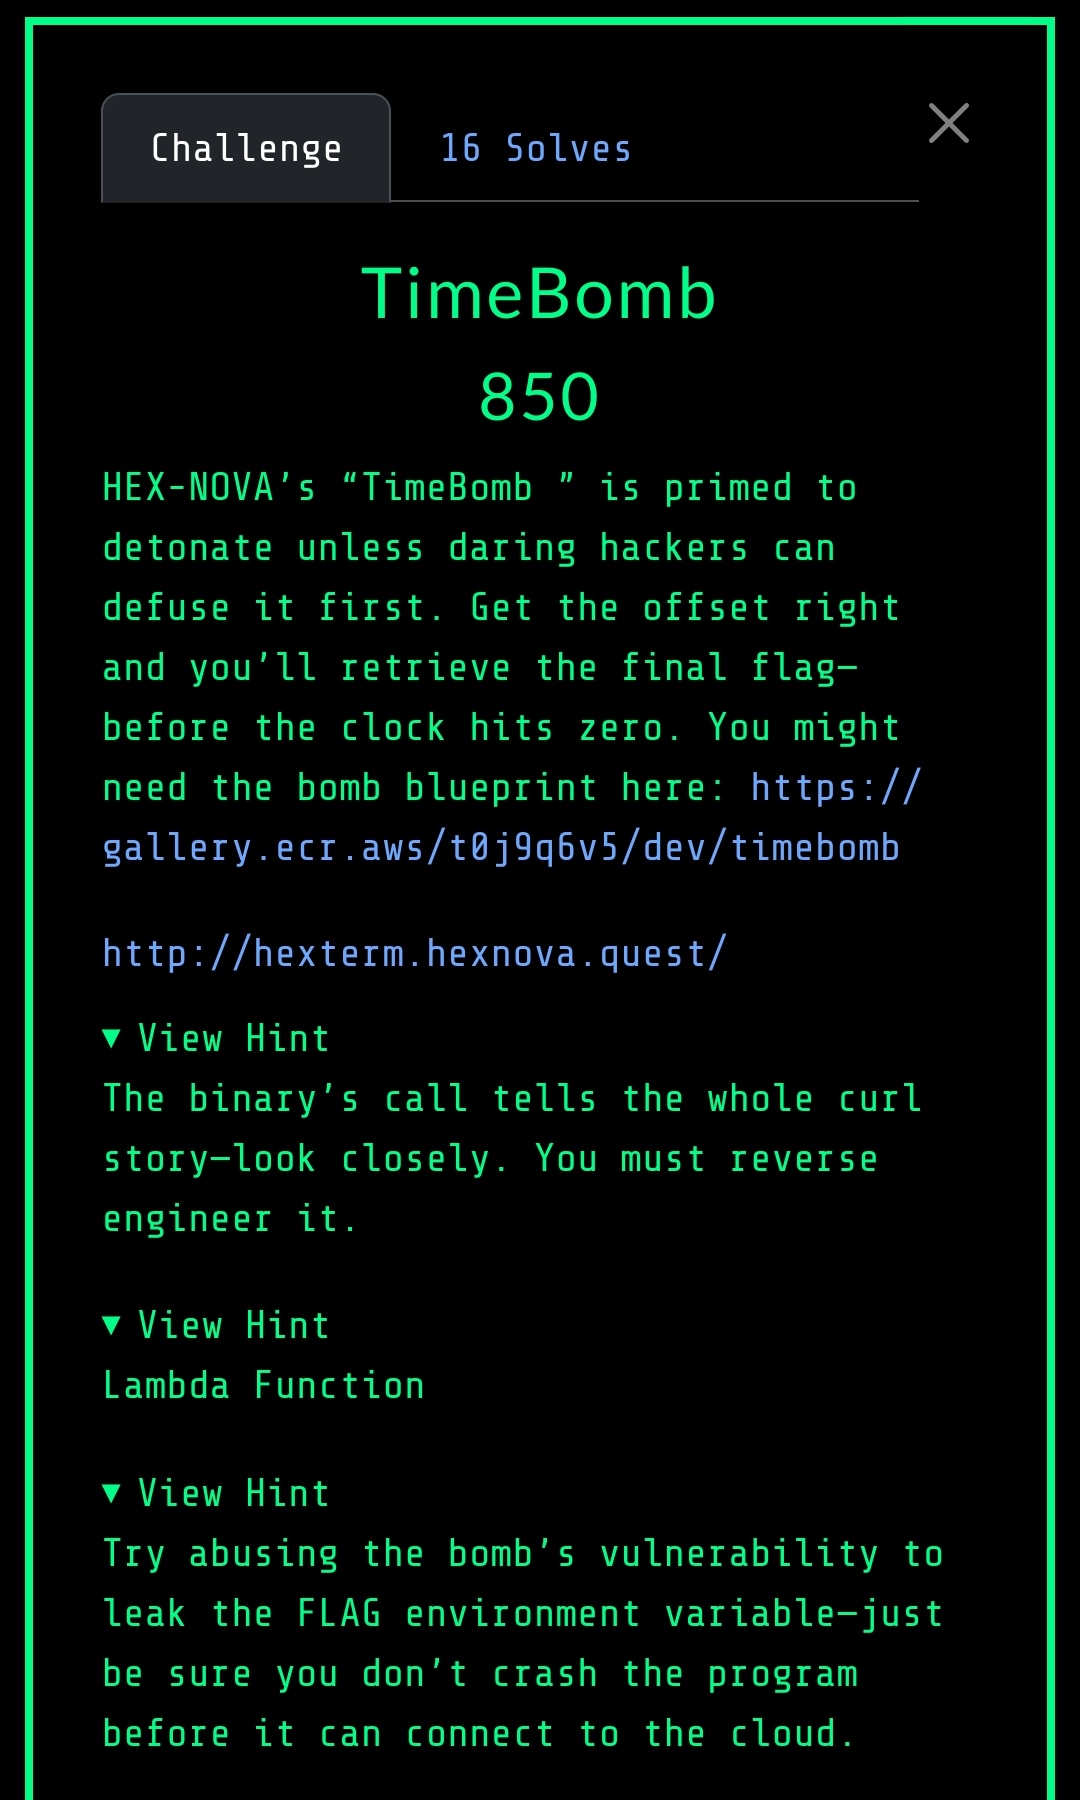 Challenge
16 Solves
TimeBomb
850
HEX-NOVA’s “TimeBomb ” is primed to
detonate unless daring hackers can
defuse it first. Get the offset right
and you’ll retrieve the final flag—
before the clock hits zero. You might
need the bomb blueprint here: https://
gallery.ecr.aws/t0j9q6v5/dev/timebomb
http://hexterm.hexnova.quest/
▼ View Hint
The binary’s call tells the whole curl
story—look closely. You must reverse
engineer it.
▼ View Hint
Lambda Function
▼ View Hint
Try abusing the bomb’s vulnerability to
leak the FLAG environment variable—just
be sure you don’t crash the program
before it can connect to the cloud.